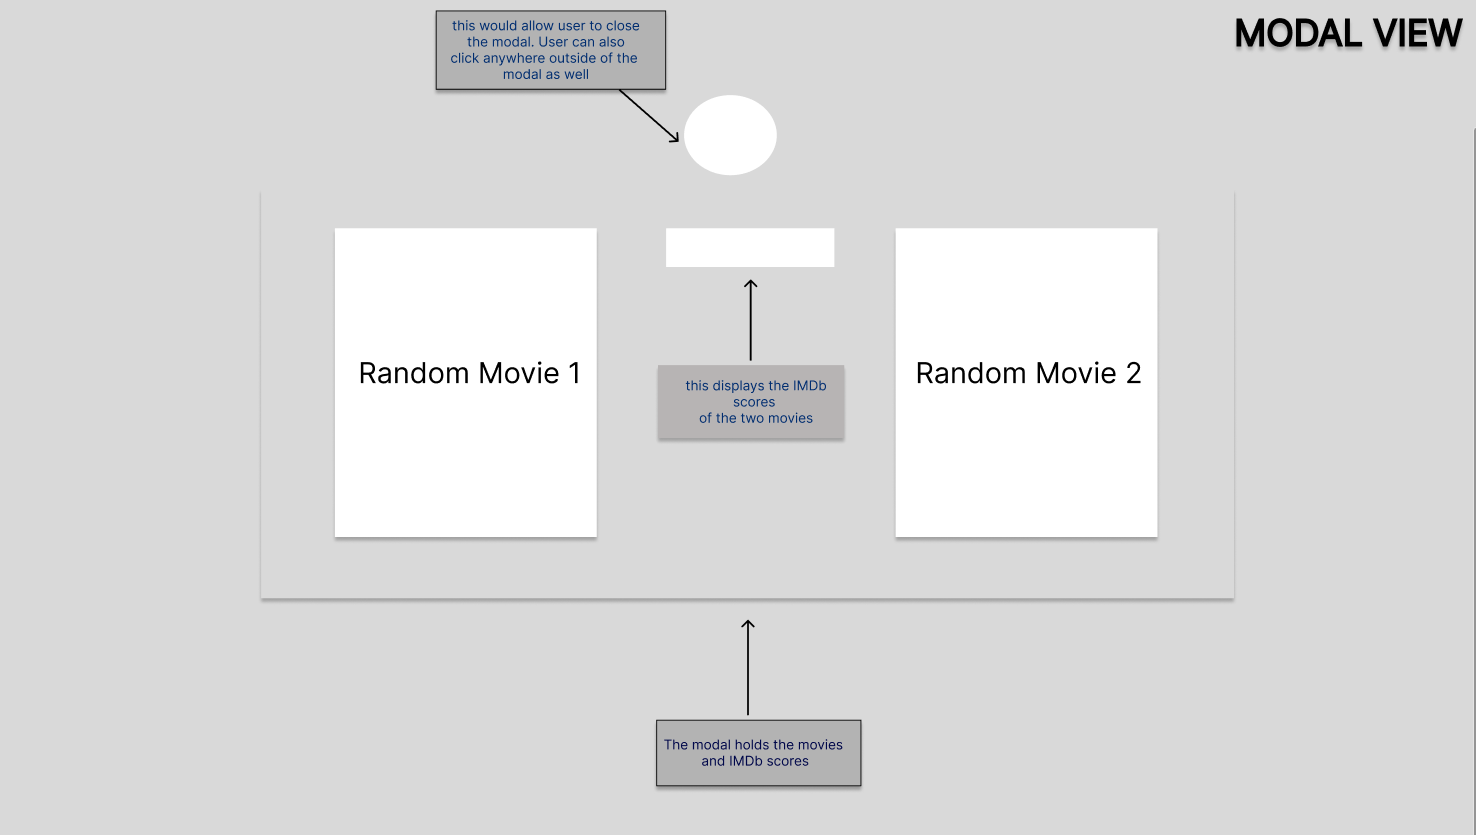 this would allow user to close
the modal. User can also
click anywhere outside of the
modal as well
MODAL VIEW
Random Movie 1
Random Movie 2
this displays the IMDb
scores
of the two movies
The modal holds the movies
and IMDb scores